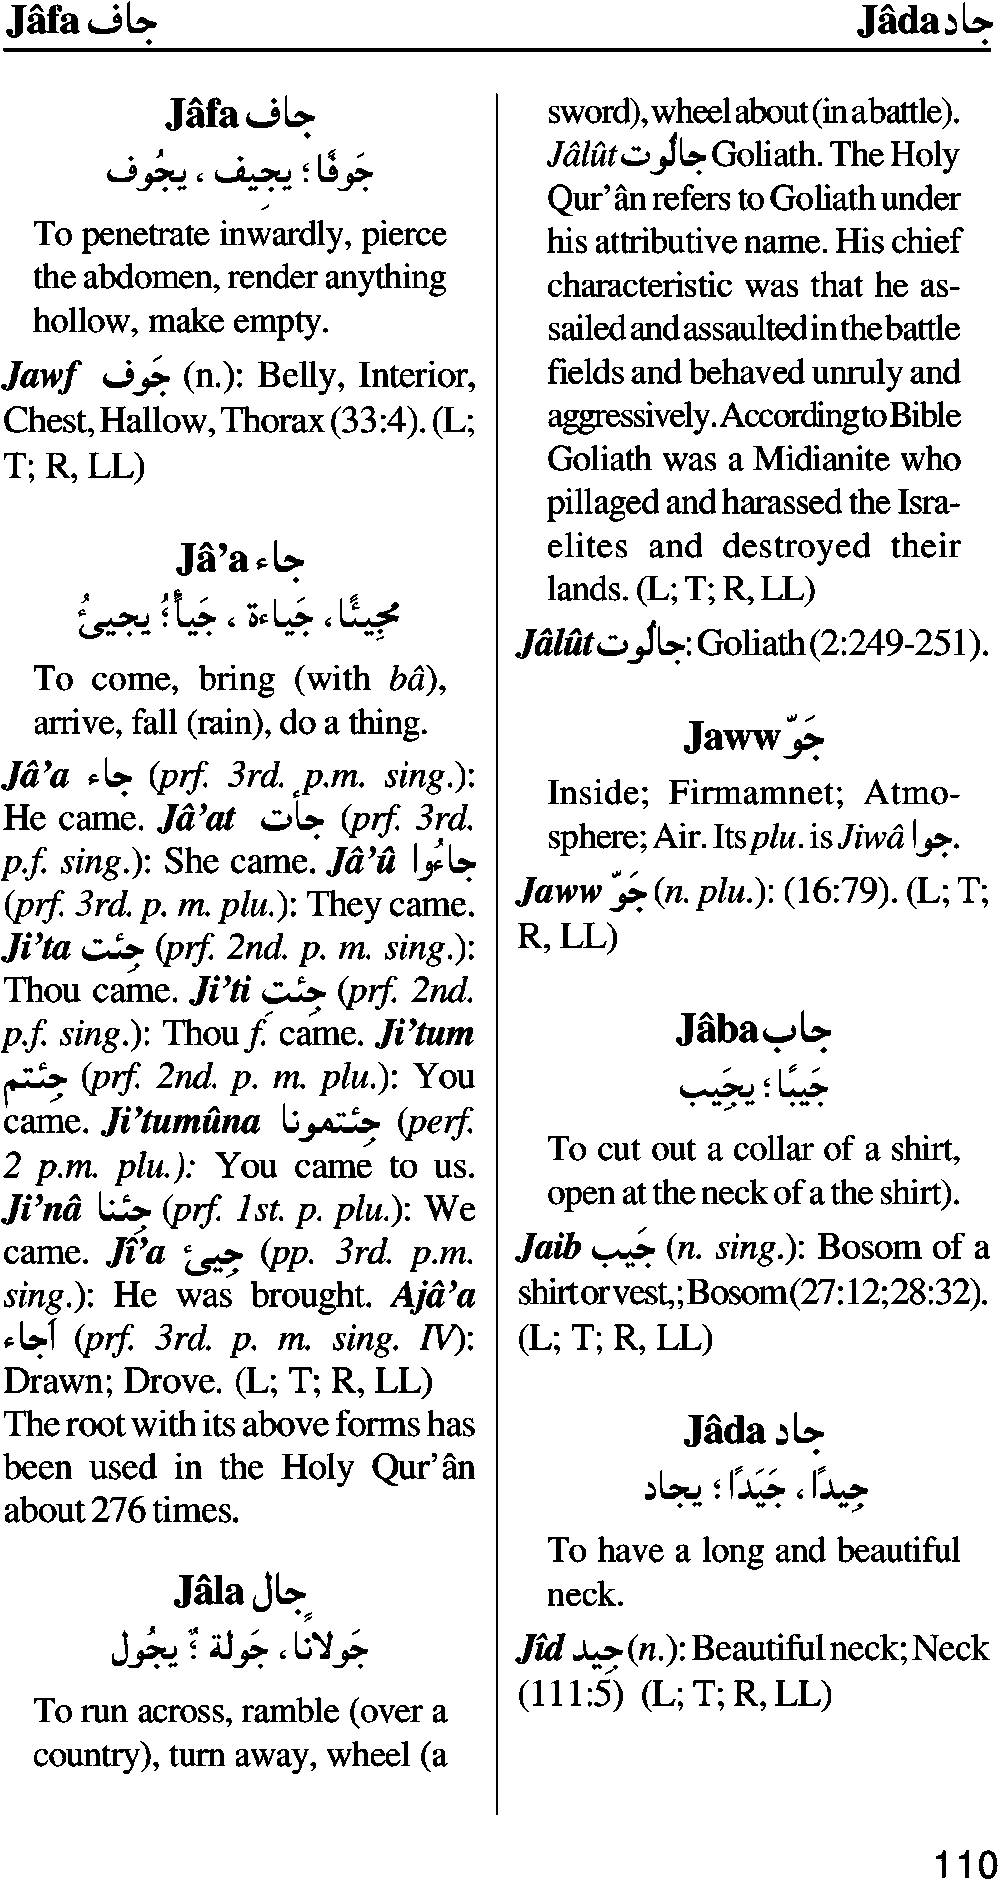 Jâfa جاف
Jâda جاد
Jâfa جاف
جَوفًا؛ يجِيف ، يجُوف
To penetrate inwardly, pierce
the abdomen, render anything
hollow, make empty.
Jawf جَوف (n.): Belly, Interior,
Chest, Hallow, Thorax (33:4). (L;
T; R, LL)
Jâ’a جاء
مجِيئًا، جَياءة ، جَيأً؛ يجيئُ
To come, bring (with bâ),
arrive, fall (rain), do a thing.
Jâ’a جاء (prf. 3rd. p.m. sing.):
He came. Jâ’at جاءت (prf. 3rd.
p.f. sing.): She came. Jâ’û جاءُوا
(prf. 3rd. p. m. plu.): They came.
Ji’ta جِئت (prf. 2nd. p. m. sing.):
Thou came. Ji’ti جِئتِ (prf. 2nd.
p.f. sing.): Thou f. came. Ji’tum
جِئتم (prf. 2nd. p. m. plu.): You
came. Ji’tumûna جِئتمونا (perf.
2 p.m. plu.): You came to us.
Ji’nâ جِئنا (prf. 1st. p. plu.): We
came. Jî’a جِيئ (pp. 3rd. p.m.
sing.): He was brought. Ajâ’a
أجاء (prf. 3rd. p. m. sing. IV):
Drawn; Drove. (L; T; R, LL)
The root with its above forms has
been used in the Holy Qur’ân
about 276 times.
Jâla جال
جَولانًا، جَولة ؛ يجُول
To run across, ramble (over a
country), turn away, wheel (a
sword), wheel about (in a battle).
Jâlût جالُوت Goliath. The Holy
Qur’ân refers to Goliath under
his attributive name. His chief
characteristic was that he as-
sailed and assaulted in the battle
fields and behaved unruly and
aggressively. According to Bible
Goliath was a Midianite who
pillaged and harassed the Isra-
elites and destroyed their
lands. (L; T; R, LL)
Jâlût جالُوت: Goliath (2:249-251).
Jaww جَوّ
Inside; Firmamnet; Atmo-
sphere; Air. Its plu. is Jiwâ جوا.
Jaww جَوّ (n. plu.): (16:79). (L; T;
R, LL)
Jâba جاب
جَيبًا ؛ يجَيب
To cut out a collar of a shirt,
open at the neck of a the shirt).
Jaib جَيب (n. sing.): Bosom of a
shirt or vest,; Bosom (27:12; 28:32).
(L; T; R, LL)
Jâda جاد
جِيدًا، جَيَدًا ؛ يجاد
To have a long and beautiful
neck.
Jîd جِيد (n.): Beautiful neck; Neck
(111:5) (L; T; R, LL)
110